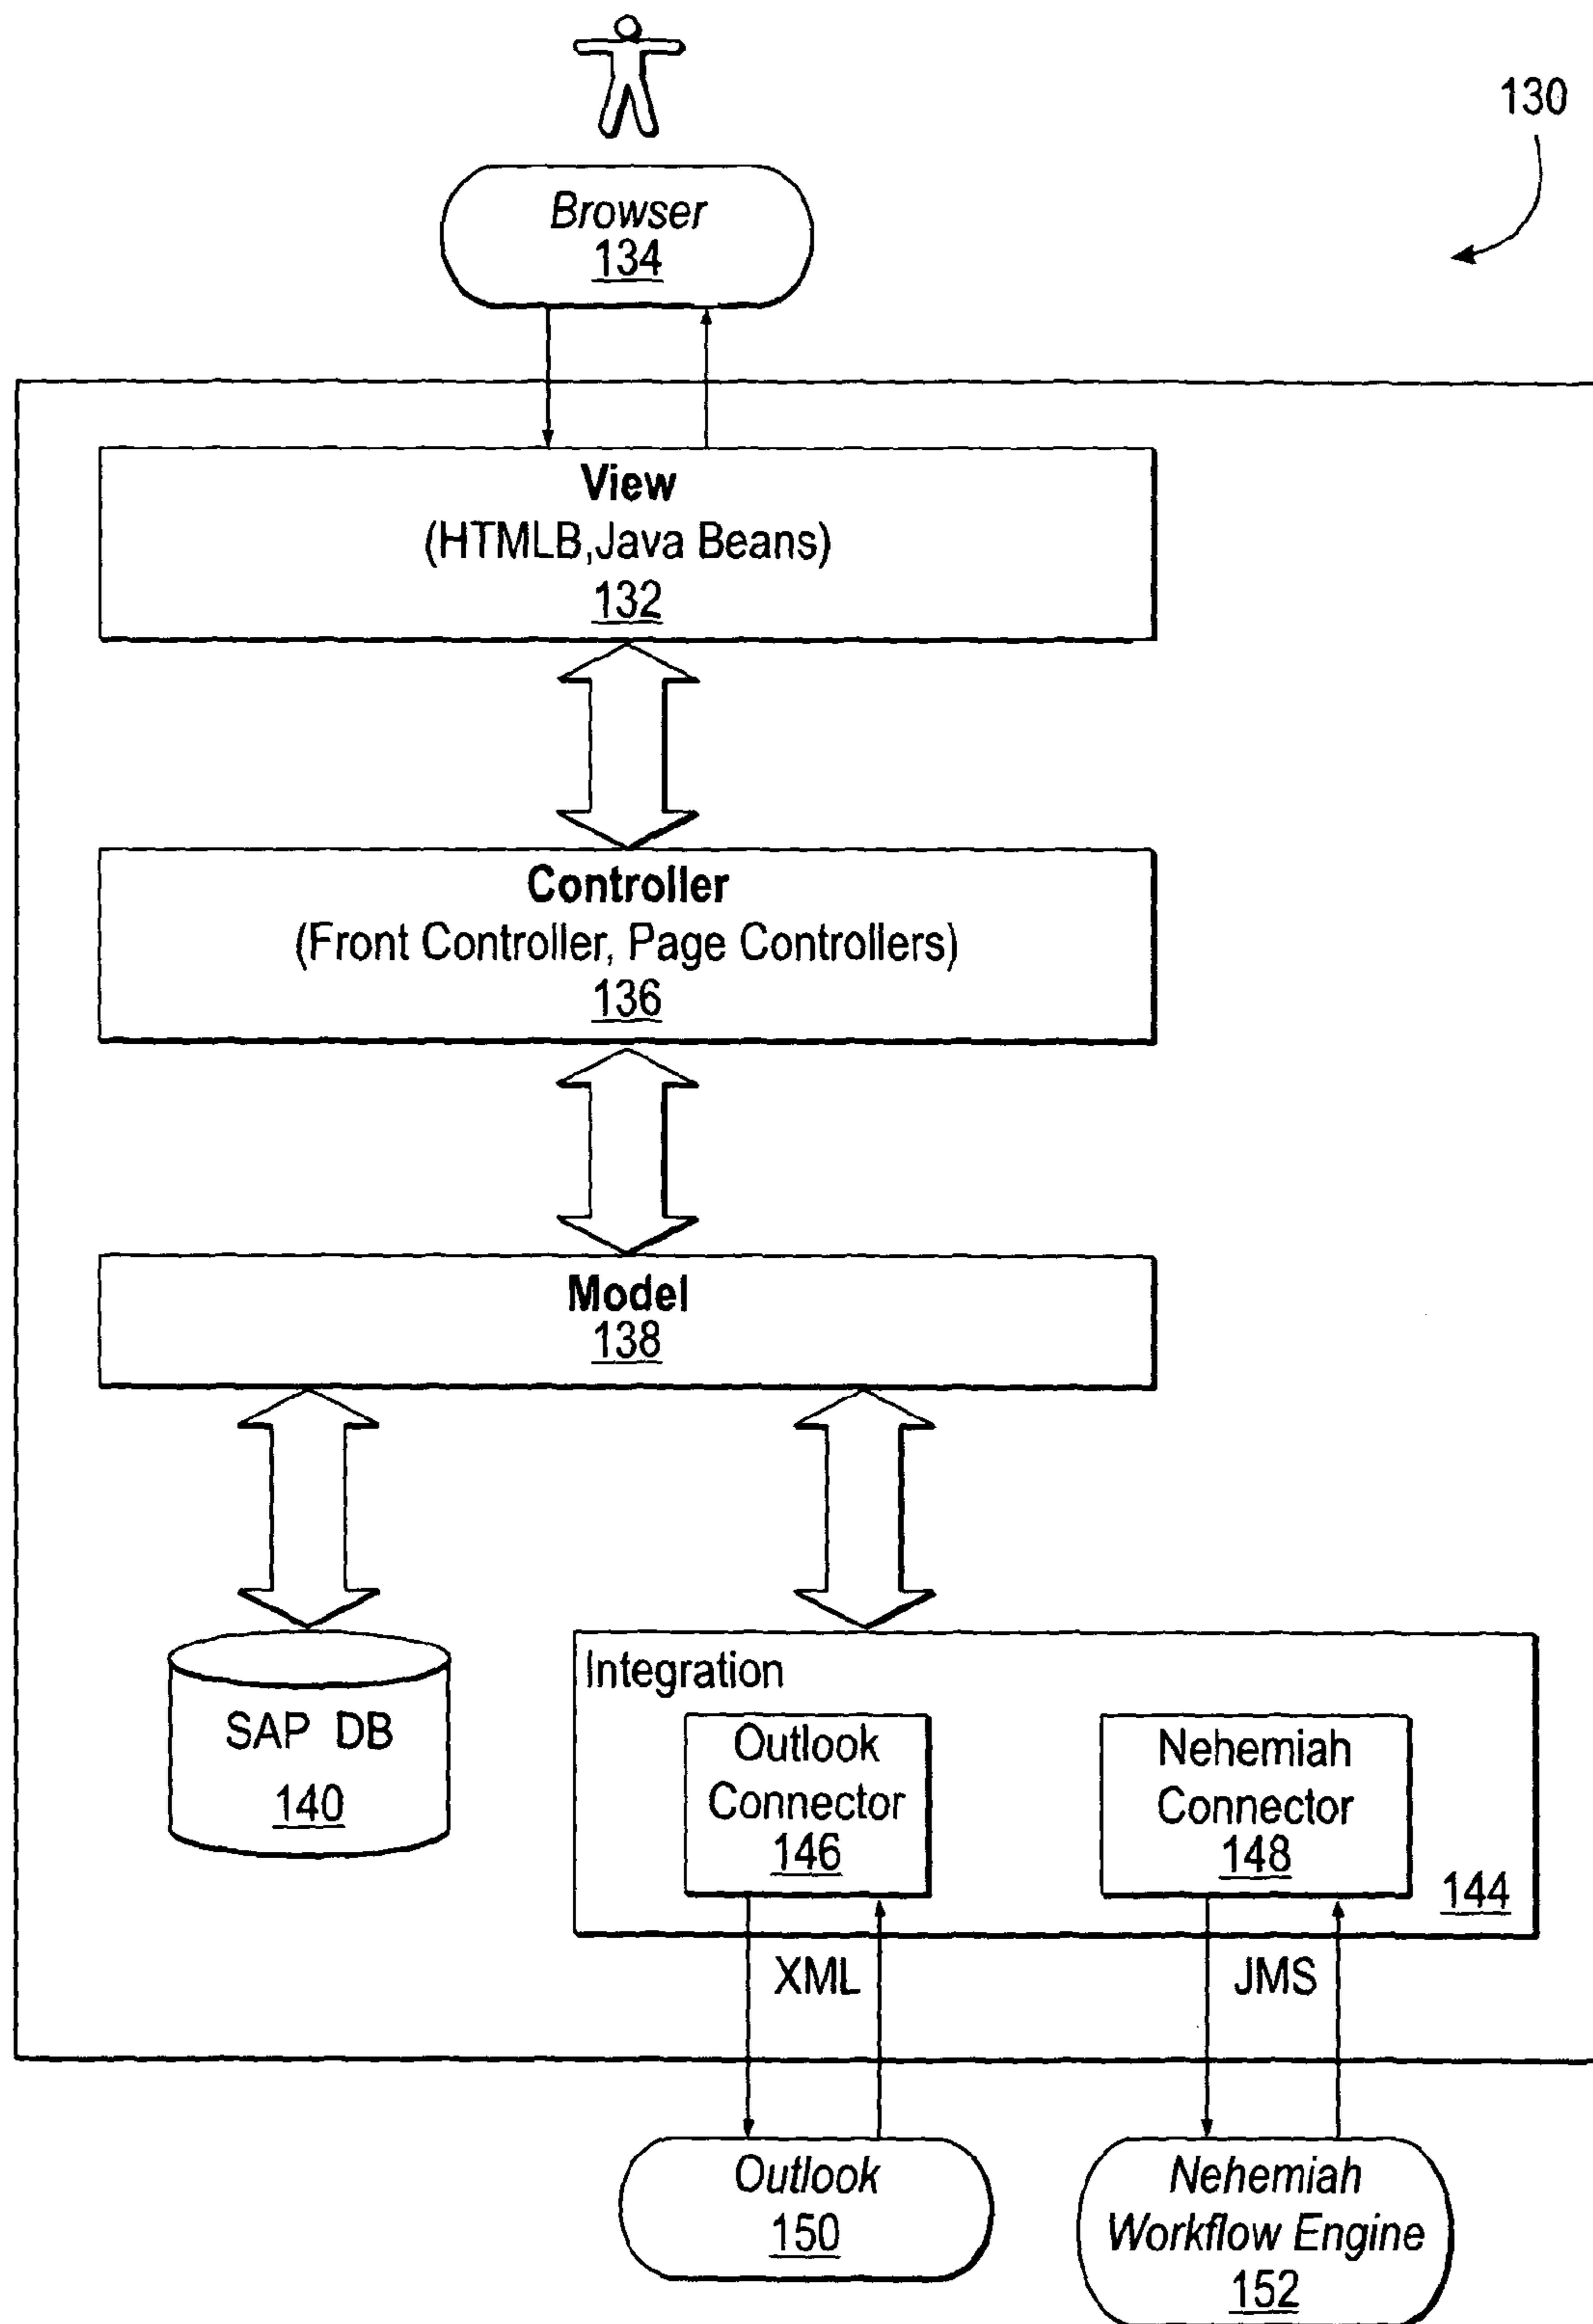 130
Browser
134
View
(HTMLB,Java Beans)
132
Controller
(Front Controller, Page Controllers)
136
Model
138
SAP DB
140
Integration
Outlook
Connector
146
Nehemiah
Connector
148
144
XML
JMS
Outlook
150
Nehemiah
Workflow Engine
152